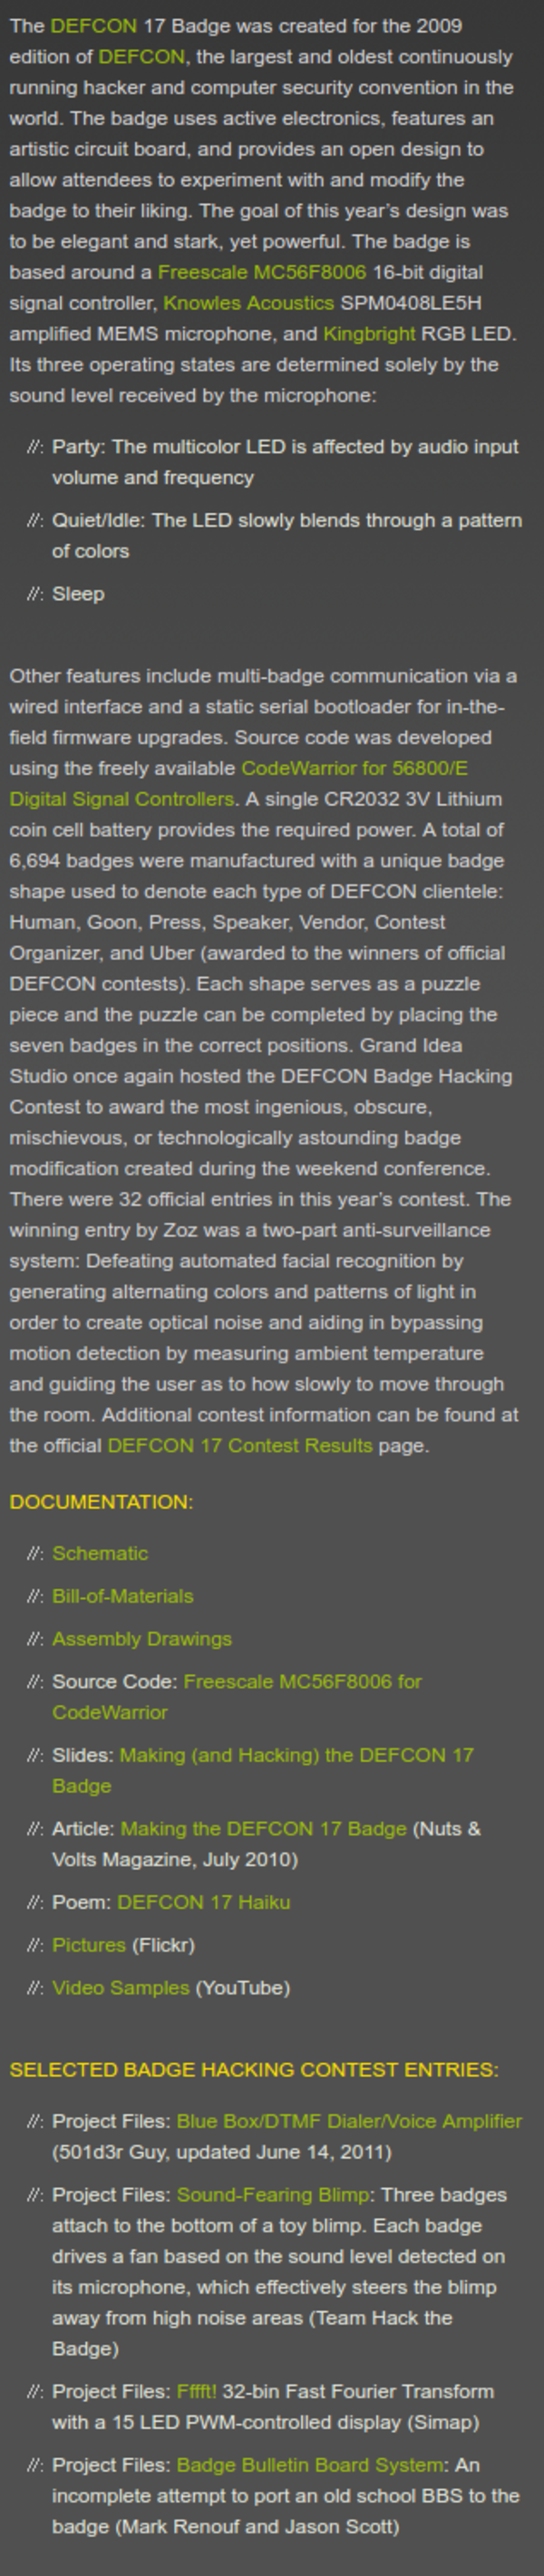 The DEFCON 17 Badge was created for the 2009
edition of DEFCON, the largest and oldest continuously
running hacker and computer security convention in the
world. The badge uses active electronics, features an
artistic circuit board, and provides an open design to
allow attendees to experiment with and modify the
badge to their liking. The goal of this year’s design was
to be elegant and stark, yet powerful. The badge is
based around a Freescale MC56F8006 16-bit digital
signal controller, Knowles Acoustics SPM0408LE5H
amplified MEMS microphone, and Kingbright RGB LED.
Its three operating states are determined solely by the
sound level received by the microphone:
//: Party: The multicolor LED is affected by audio input
volume and frequency
//: Quiet/Idle: The LED slowly blends through a pattern
of colors
//: Sleep
Other features include multi-badge communication via a
wired interface and a static serial bootloader for in-the-
field firmware upgrades. Source code was developed
using the freely available CodeWarrior for 56800/E
Digital Signal Controllers. A single CR2032 3V Lithium
coin cell battery provides the required power. A total of
6,694 badges were manufactured with a unique badge
shape used to denote each type of DEFCON clientele:
Human, Goon, Press, Speaker, Vendor, Contest
Organizer, and Uber (awarded to the winners of official
DEFCON contests). Each shape serves as a puzzle
piece and the puzzle can be completed by placing the
seven badges in the correct positions. Grand Idea
Studio once again hosted the DEFCON Badge Hacking
Contest to award the most ingenious, obscure,
mischievous, or technologically astounding badge
modification created during the weekend conference.
There were 32 official entries in this year’s contest. The
winning entry by Zoz was a two-part anti-surveillance
system: Defeating automated facial recognition by
generating alternating colors and patterns of light in
order to create optical noise and aiding in bypassing
motion detection by measuring ambient temperature
and guiding the user as to how slowly to move through
the room. Additional contest information can be found at
the official DEFCON 17 Contest Results page.
DOCUMENTATION:
//: Schematic
//: Bill-of-Materials
//: Assembly Drawings
//: Source Code: Freescale MC56F8006 for
CodeWarrior
//: Slides: Making (and Hacking) the DEFCON 17
Badge
//: Article: Making the DEFCON 17 Badge (Nuts &
Volts Magazine, July 2010)
//: Poem: DEFCON 17 Haiku
//: Pictures (Flickr)
//: Video Samples (YouTube)
SELECTED BADGE HACKING CONTEST ENTRIES:
//: Project Files: Blue Box/DTMF Dialer/Voice Amplifier
(501d3r Guy, updated June 14, 2011)
//: Project Files: Sound-Fearing Blimp: Three badges
attach to the bottom of a toy blimp. Each badge
drives a fan based on the sound level detected on
its microphone, which effectively steers the blimp
away from high noise areas (Team Hack the
Badge)
//: Project Files: Fffft! 32-bin Fast Fourier Transform
with a 15 LED PWM-controlled display (Simap)
//: Project Files: Badge Bulletin Board System: An
incomplete attempt to port an old school BBS to the
badge (Mark Renouf and Jason Scott)